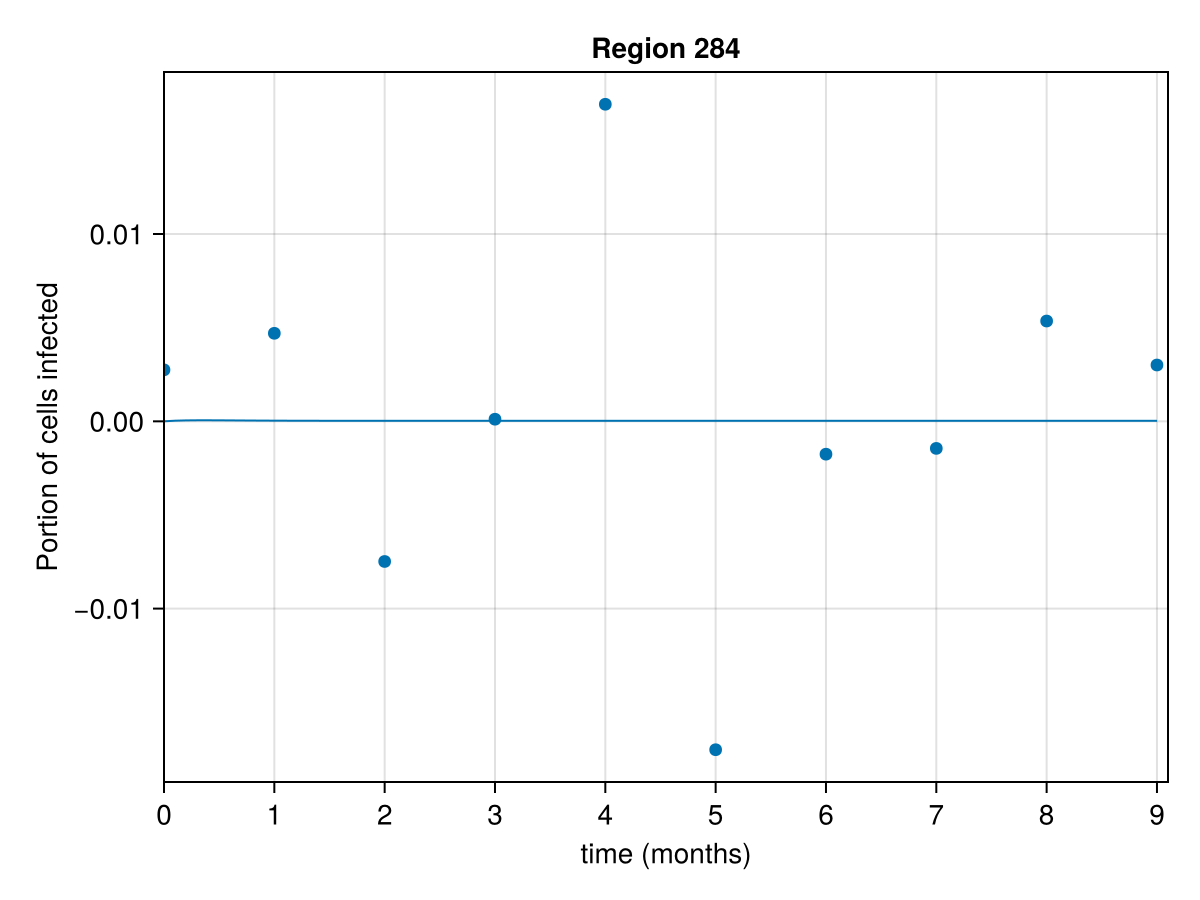 Region 284
Portion of cells infected
0.01
0.00
−0.01
0 1 2 3 4 5 6 7 8 9
time (months)